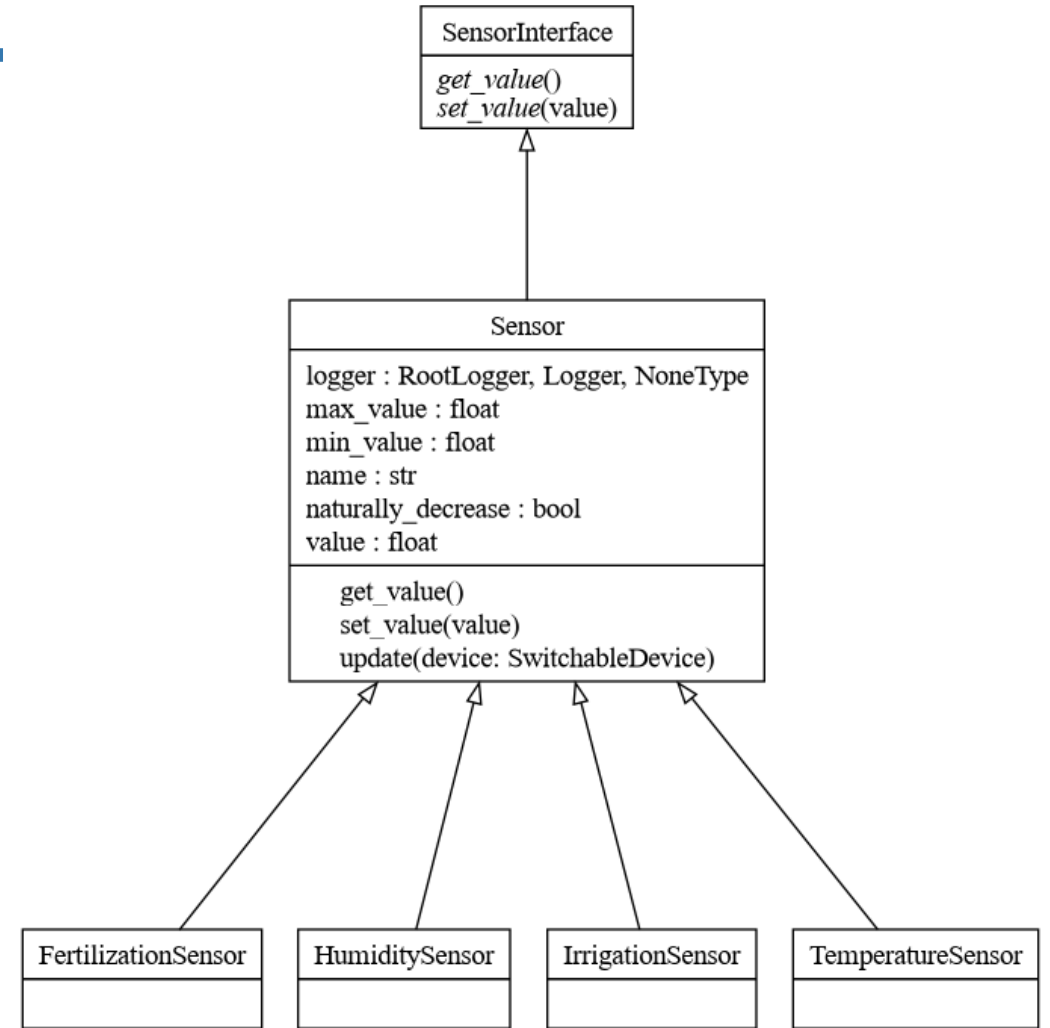 SensorInterface
get_value()
set_value(value)
Sensor
logger : RootLogger, Logger, NoneType
max_value : float
min_value : float
name : str
naturally_decrease : bool
value : float
get_value()
set_value(value)
update(device: SwitchableDevice)
FertilizationSensor
HumiditySensor
IrrigationSensor
TemperatureSensor